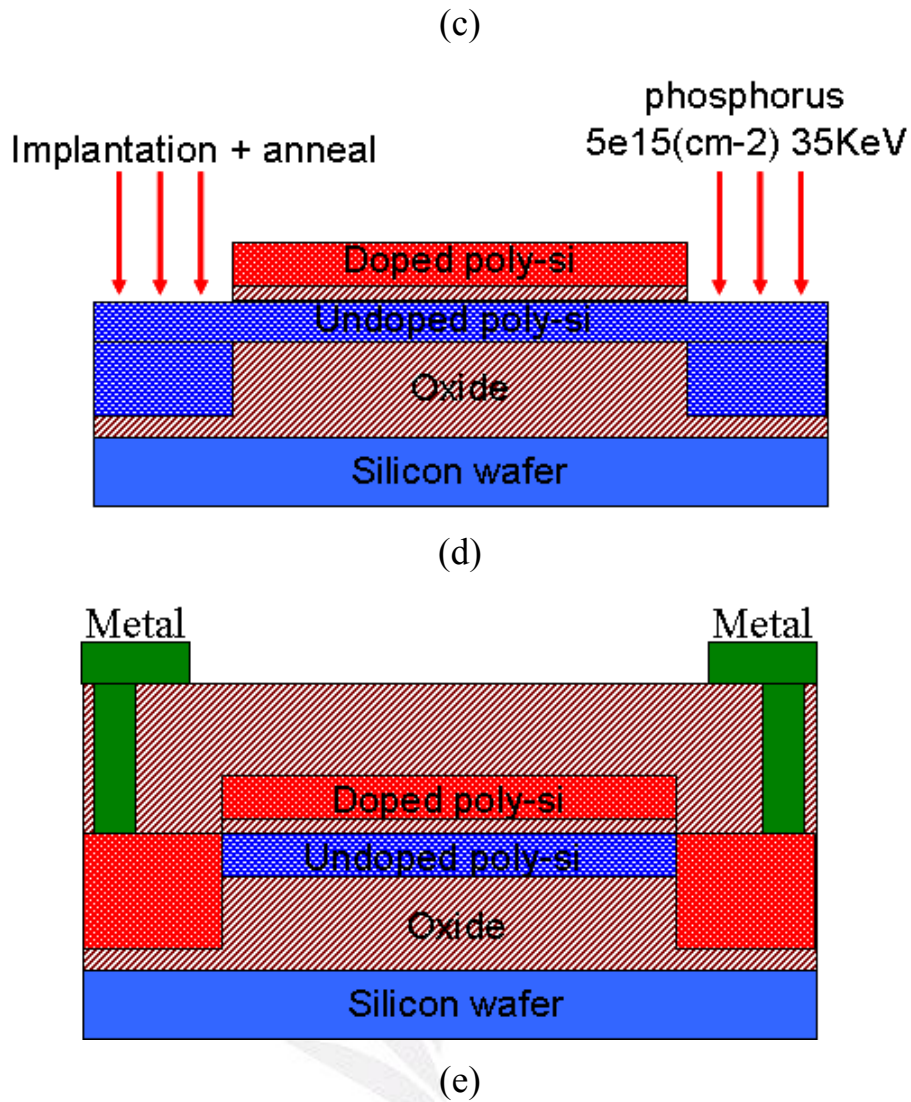 (c)
phosphorus
Implantation + anneal
5e15(cm-2) 35KeV
Doped poly-si
Undoped poly-si
Oxide
Silicon wafer
(d)
Metal Metal
Doped poly-si
Undoped poly-si
Oxide
Silicon wafer
(e)